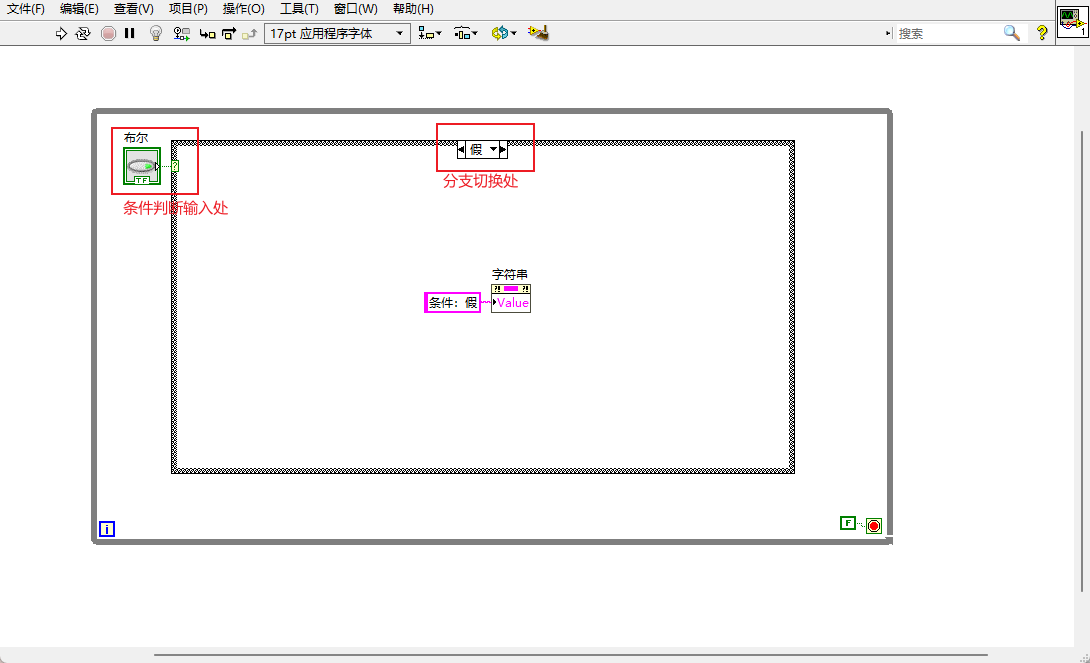 文件(F) 编辑(E) 查看(V) 项目(P) 操作(O) 工具(T) 窗口(W) 帮助(H)
17pt 应用程序字体 搜索 ?
1
布尔
假
TF
?
分支切换处
条件判断输入处
字符串
?! ?!
条件：假 Value
i
F